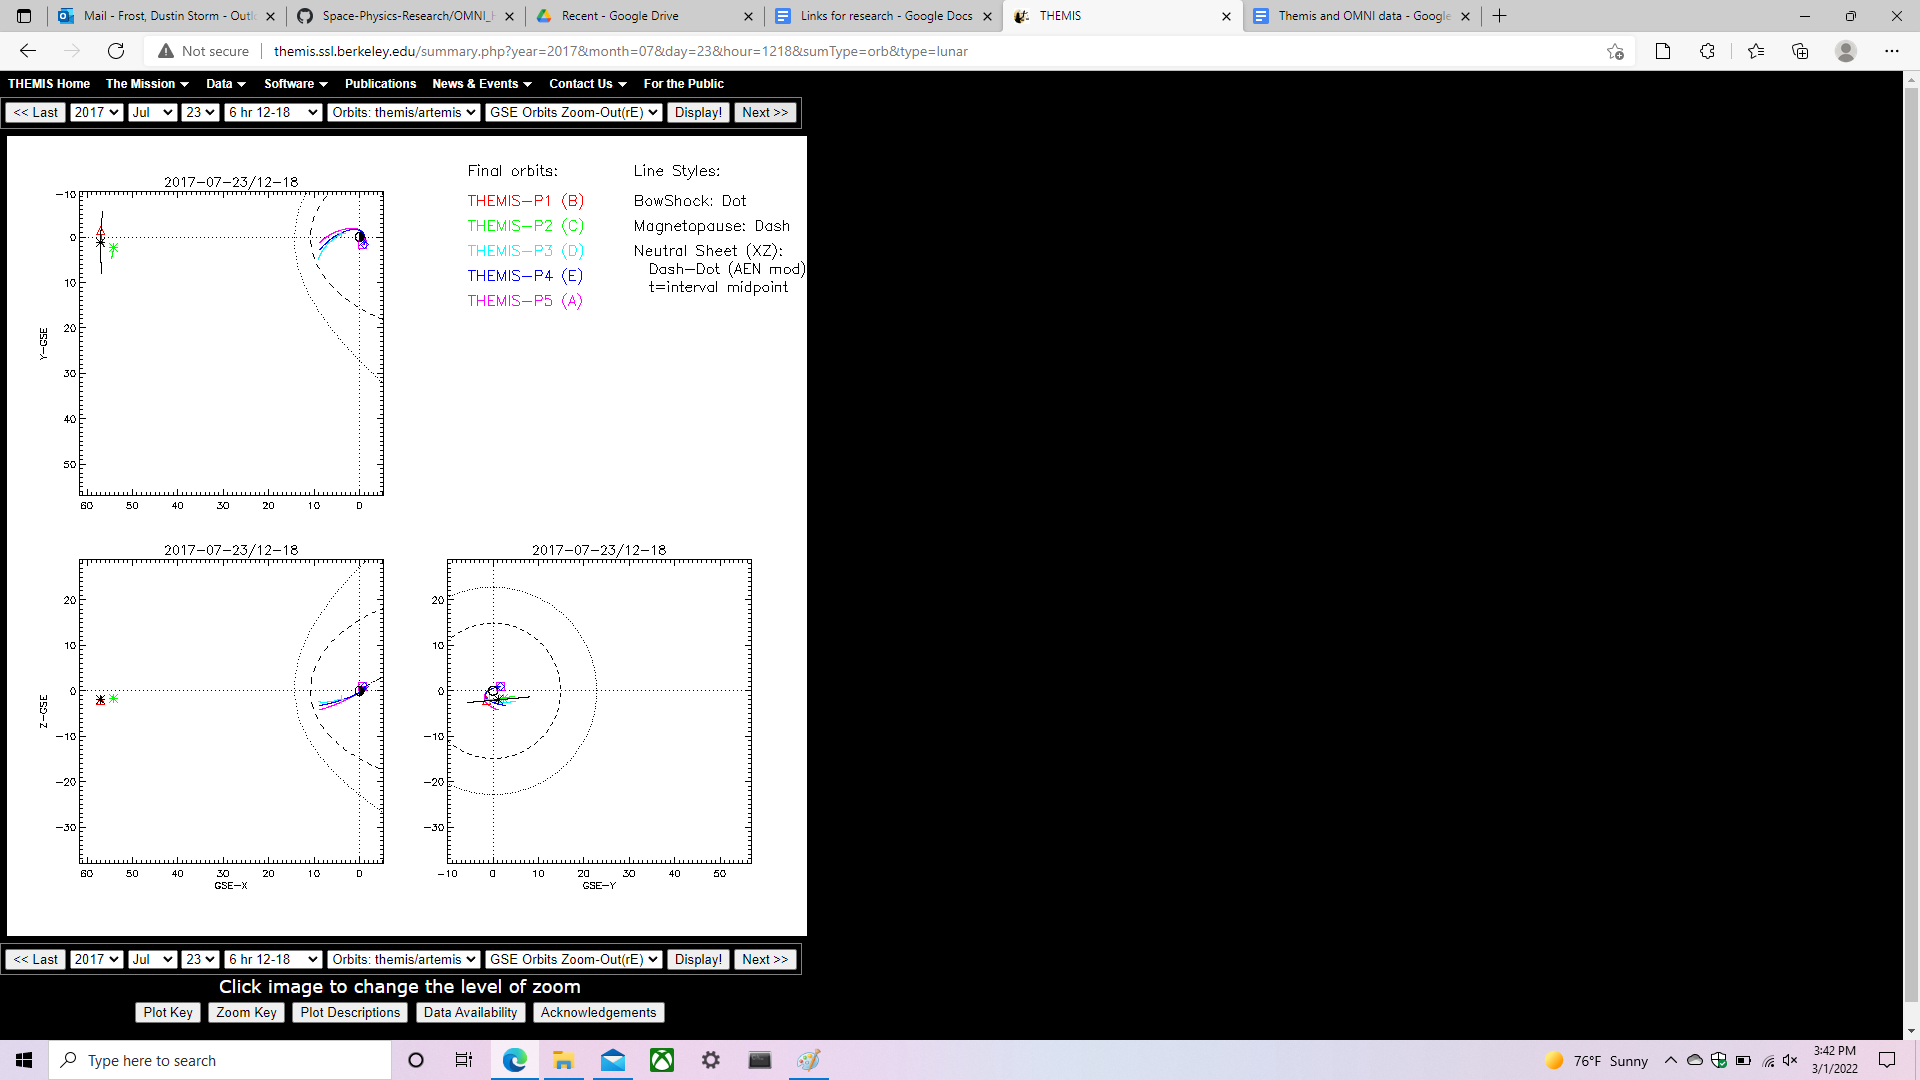 Mail - Frost, Dustin Storm - Outl
Space-Physics-Research/OMNI_H
Recent - Google Drive
Links for research - Google Docs
THEMIS
Themis and OMNI data - Google
Not secure
themis.ssl.berkeley.edu/summary.php?year=2017&month=07&day=23&hour=1218&sumType=orb&type=lunar
THEMIS Home The Mission Data Software Publications News & Events Contact Us For the Public
<< Last 2017 Jul 23 6 hr 12-18 Orbits: themis/artemis GSE Orbits Zoom-Out(rE) Display! Next >>
Final orbits:
THEMIS-P1 (B)
THEMIS-P2 (C)
THEMIS-P3 (D)
THEMIS-P4 (E)
THEMIS-P5 (A)
Line Styles:
BowShock: Dot
Magnetopause: Dash
Neutral Sheet (XZ):
Dash-Dot (AEN mod)
t=interval midpoint
2017-07-23/12-18
-10
0
10
20
30
40
50
Y-GSE
60 50 40 30 20 10 0
2017-07-23/12-18
20
10
0
-10
-20
-30
Z-GSE
60 50 40 30 20 10 0
GSE-X
2017-07-23/12-18
20
10
0
-10
-20
-30
-10 0 10 20 30 40 50
GSE-Y
<< Last 2017 Jul 23 6 hr 12-18 Orbits: themis/artemis GSE Orbits Zoom-Out(rE) Display! Next >>
Click image to change the level of zoom
Plot Key Zoom Key Plot Descriptions Data Availability Acknowledgements
Type here to search
76°F Sunny
3:42 PM
3/1/2022